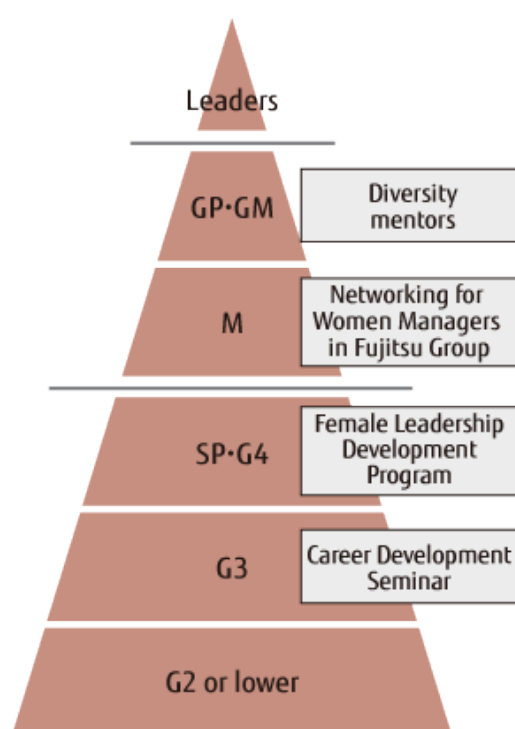 Leaders
GP•GM
Diversity
mentors
M
Networking for
Women Managers
in Fujitsu Group
SP•G4
Female Leadership
Development
Program
G3
Career Development
Seminar
G2 or lower